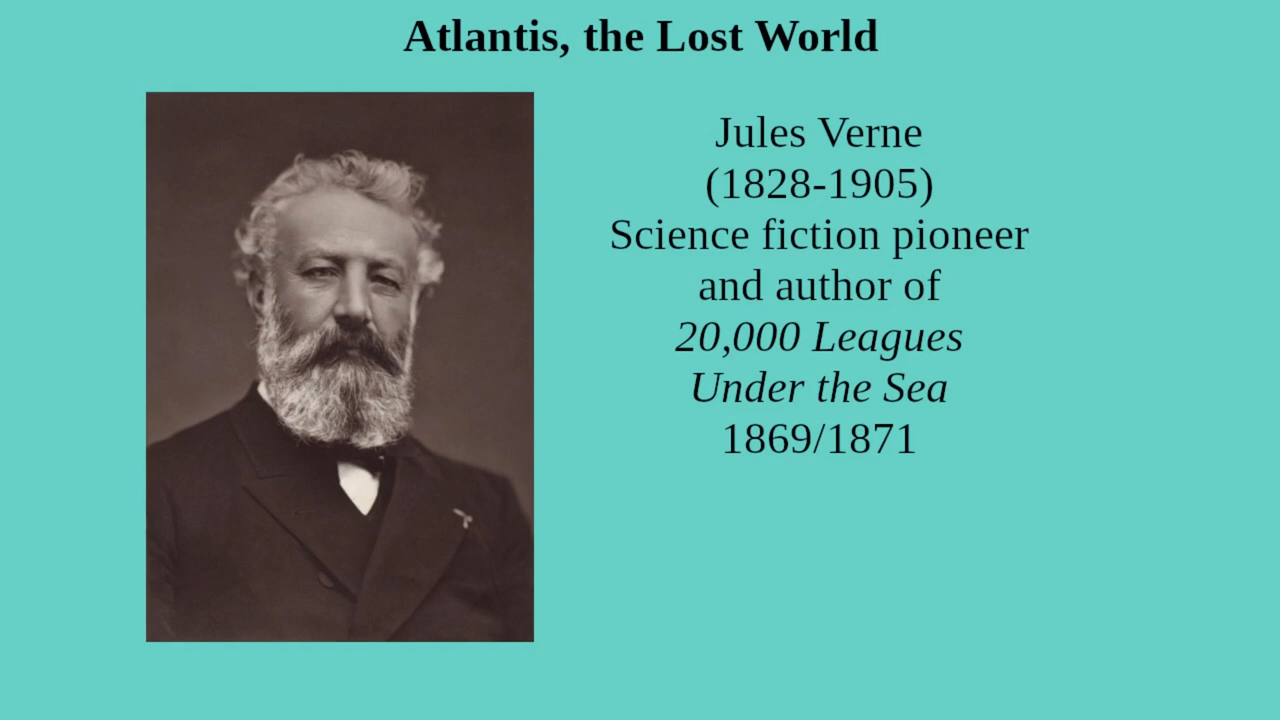 Atlantis, the Lost World
Jules Verne
(1828-1905)
Science fiction pioneer
and author of
20,000 Leagues
Under the Sea
1869/1871